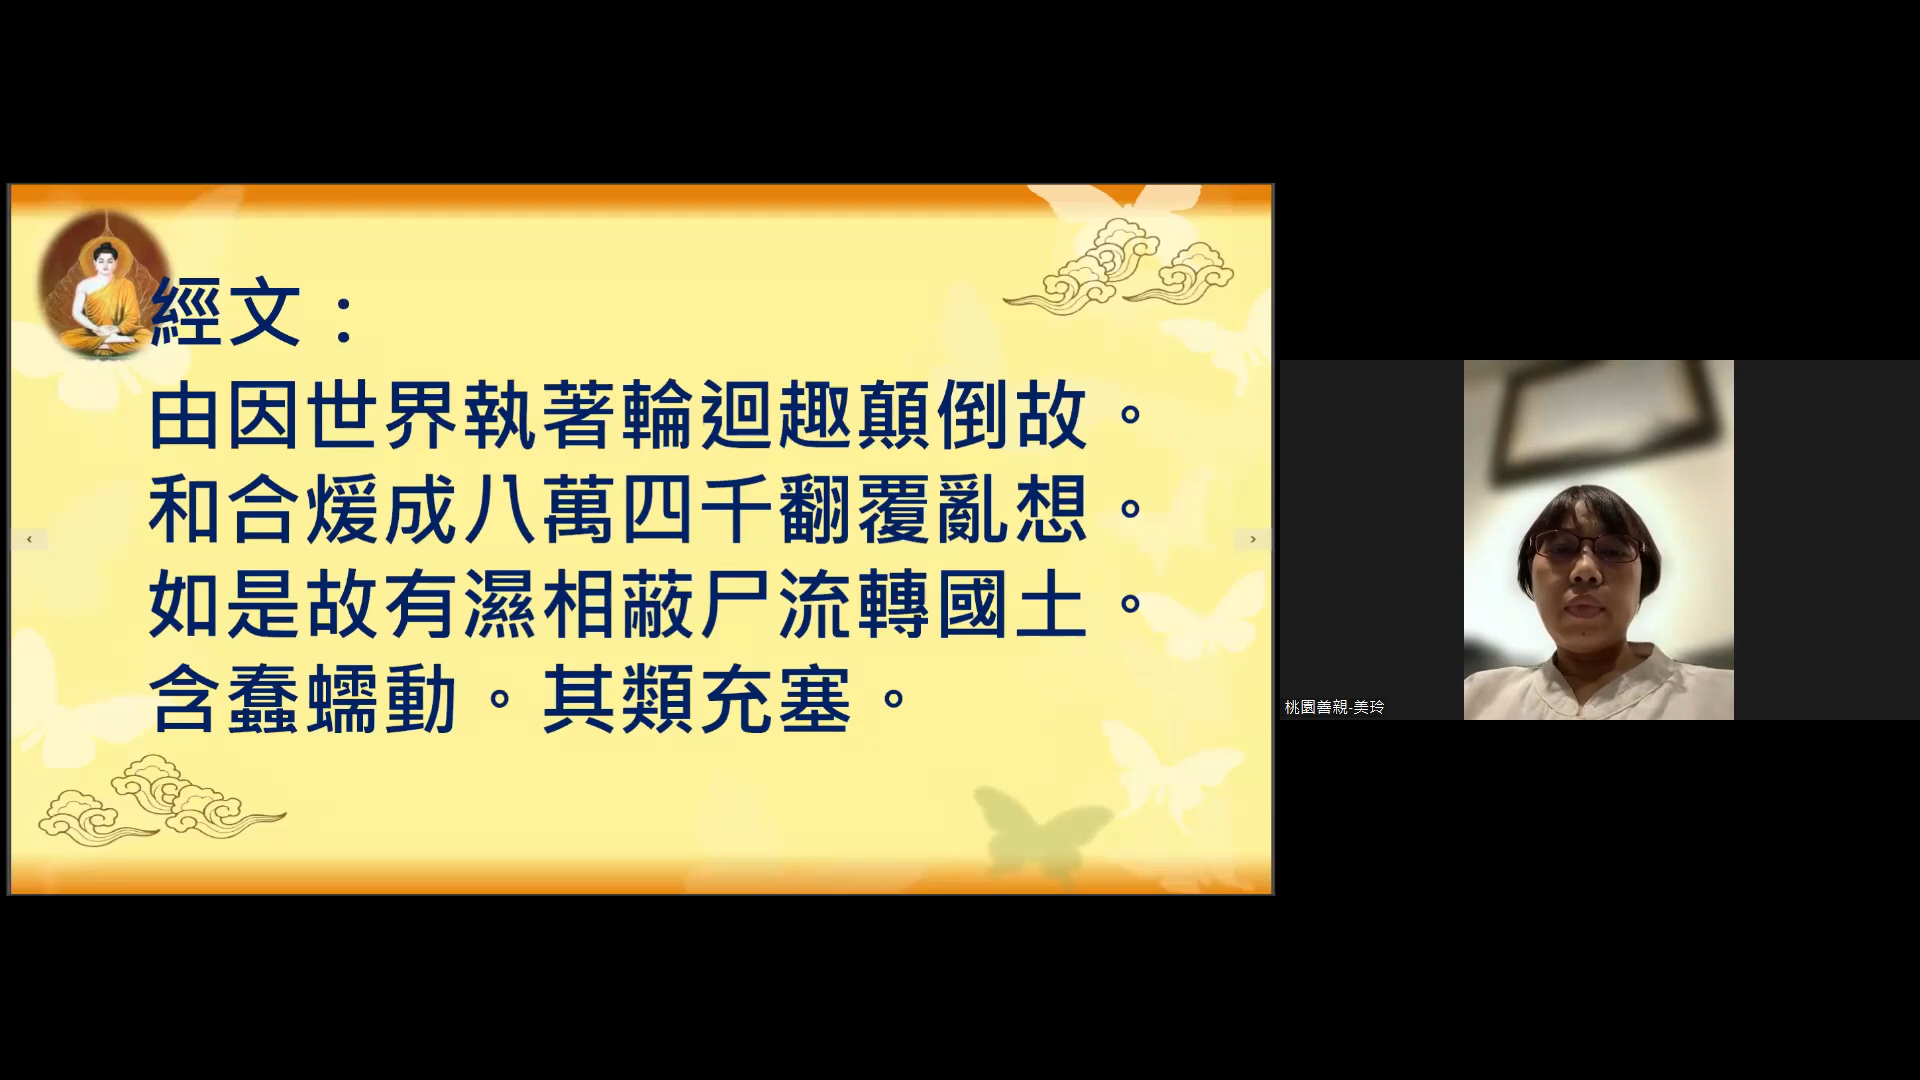 經文：
由因世界執著輪迴趣顛倒故。
和合煖成八萬四千翻覆亂想。
如是故有濕相蔽尸流轉國土。
含蠢蠕動。其類充塞。
桃園善親-美玲